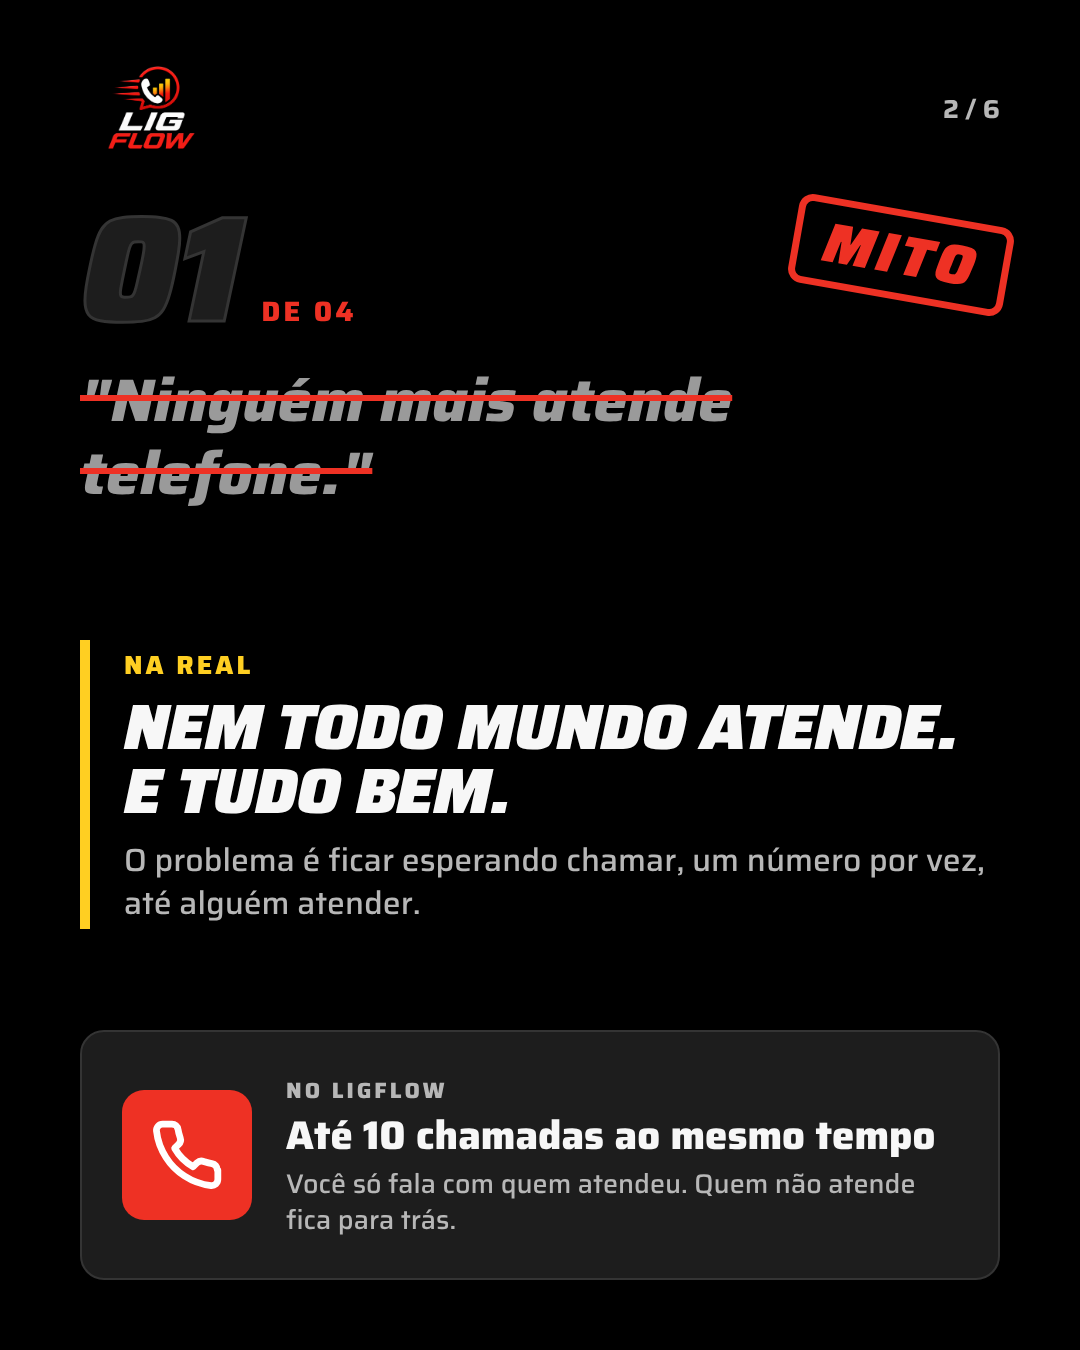 LIG
FLOW
2 / 6
01
DE 04
MITO
"Ninguém mais atende
telefone."
NA REAL
NEM TODO MUNDO ATENDE.
E TUDO BEM.
O problema é ficar esperando chamar, um número por vez,
até alguém atender.
NO LIGFLOW
Até 10 chamadas ao mesmo tempo
Você só fala com quem atendeu. Quem não atende
fica para trás.